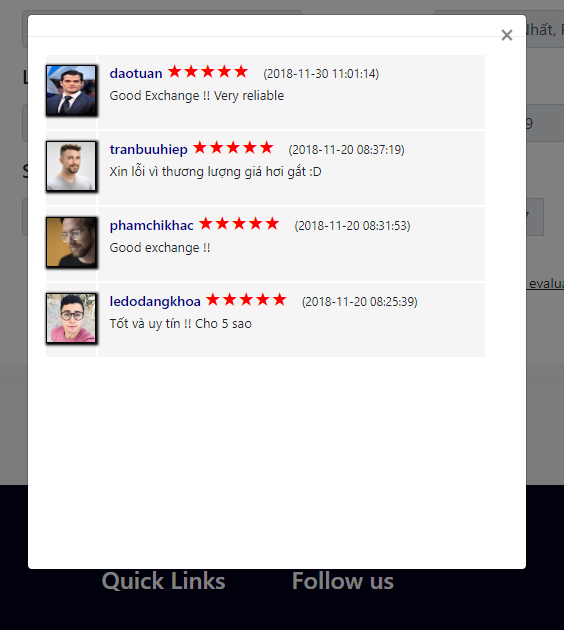 ×
Nhất,
daotuan ★★★★★ (2018-11-30 11:01:14)
Good Exchange !! Very reliable
tranbuuhiep ★★★★★ (2018-11-20 08:37:19)
Xin lỗi vì thương lượng giá hơi gắt :D
phamchikhac ★★★★★ (2018-11-20 08:31:53)
Good exchange !!
ledodangkhoa ★★★★★ (2018-11-20 08:25:39)
Tốt và uy tín !! Cho 5 sao
Quick Links
Follow us